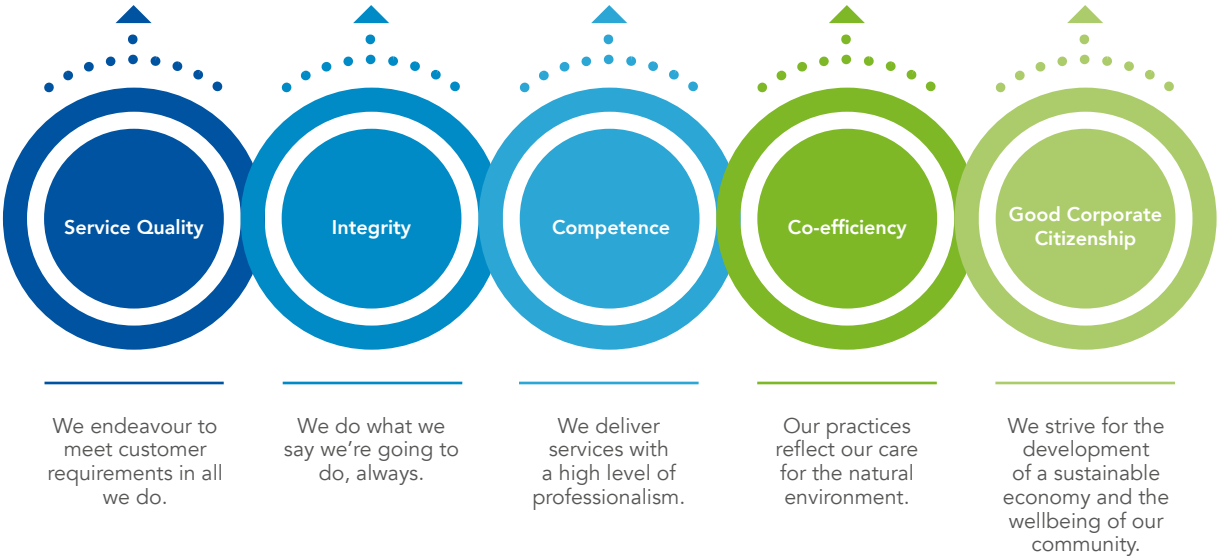 Service Quality
Integrity
Competence
Co-efficiency
Good Corporate
Citizenship
We endeavour to
meet customer
requirements in all
we do.
We do what we
say we’re going to
do, always.
We deliver
services with
a high level of
professionalism.
Our practices
reflect our care
for the natural
environment.
We strive for the
development
of a sustainable
economy and the
wellbeing of our
community.